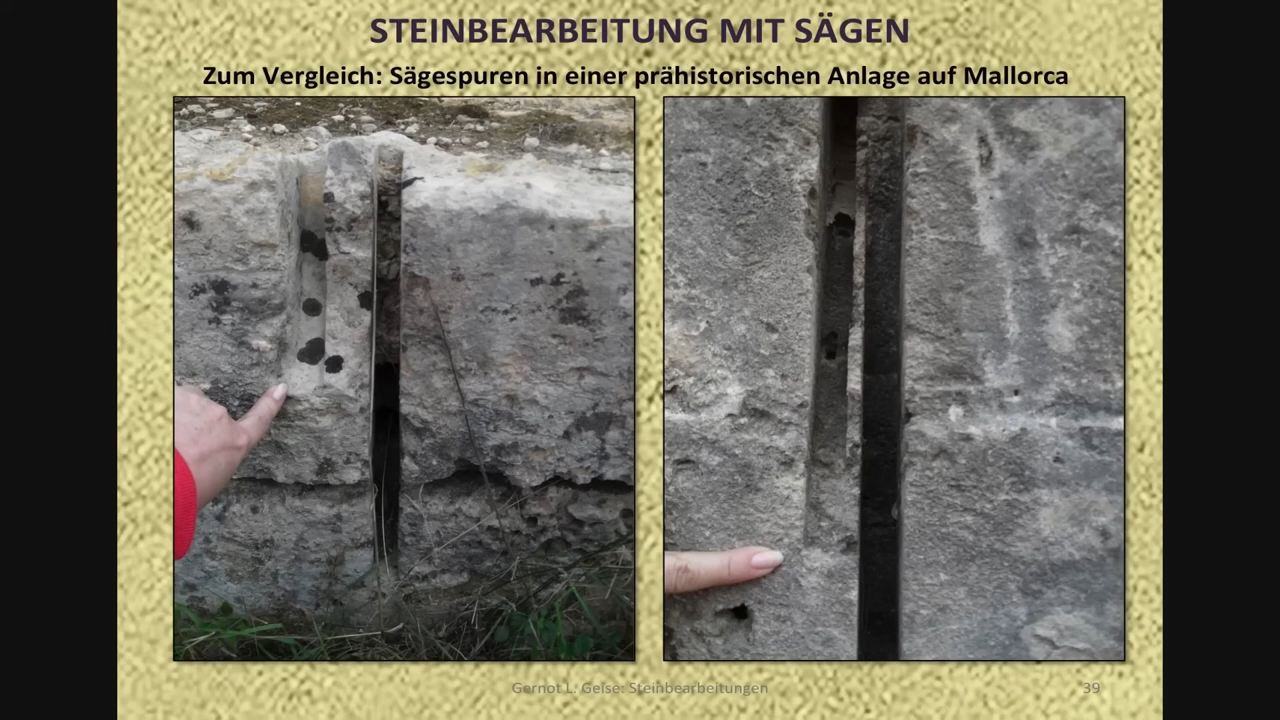 STEINBEARBEITUNG MIT SÄGEN
Zum Vergleich: Sägespuren in einer prähistorischen Anlage auf Mallorca
Gernot L. Geise: Steinbearbeitungen
39